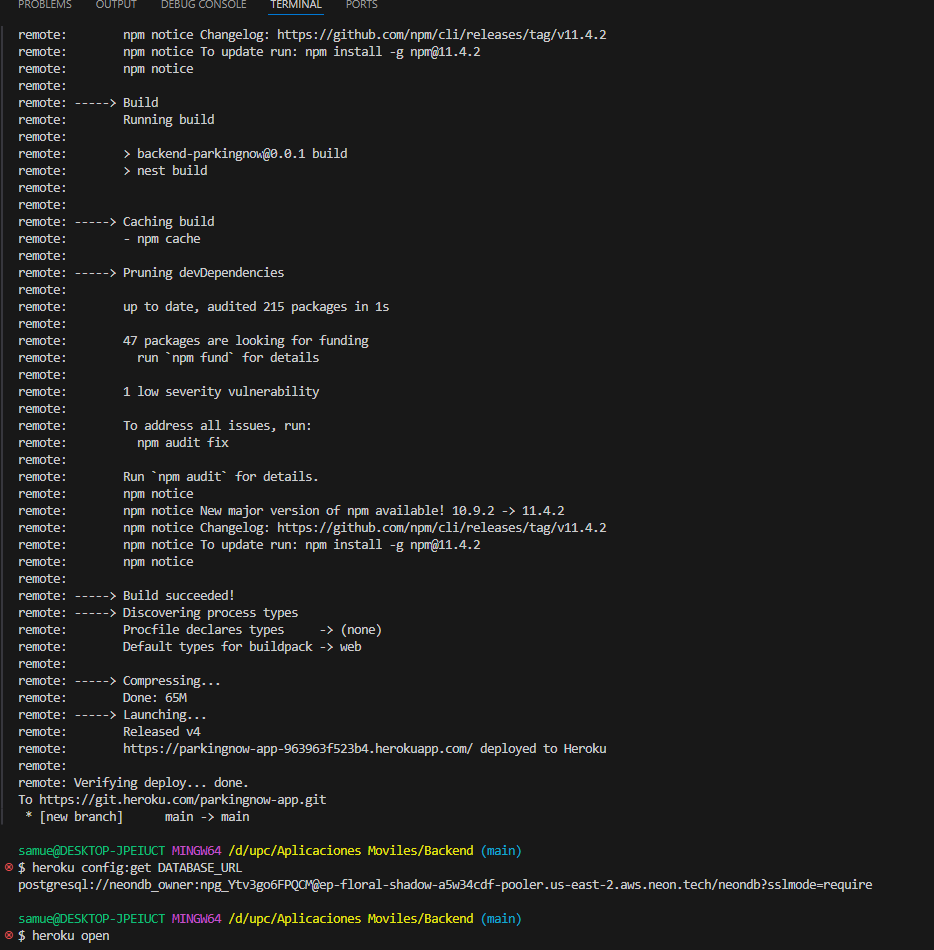 PROBLEMS OUTPUT DEBUG CONSOLE TERMINAL PORTS
remote:        npm notice Changelog: https://github.com/npm/cli/releases/tag/v11.4.2
remote:        npm notice To update run: npm install -g npm@11.4.2
remote:        npm notice
remote:
remote: -----> Build
remote:        Running build
remote:
remote:        > backend-parkingnow@0.0.1 build
remote:        > nest build
remote:
remote:
remote: -----> Caching build
remote:        - npm cache
remote:
remote: -----> Pruning devDependencies
remote:
remote:        up to date, audited 215 packages in 1s
remote:
remote:        47 packages are looking for funding
remote:          run `npm fund` for details
remote:
remote:        1 low severity vulnerability
remote:
remote:        To address all issues, run:
remote:          npm audit fix
remote:
remote:        Run `npm audit` for details.
remote:        npm notice
remote:        npm notice New major version of npm available! 10.9.2 -> 11.4.2
remote:        npm notice Changelog: https://github.com/npm/cli/releases/tag/v11.4.2
remote:        npm notice To update run: npm install -g npm@11.4.2
remote:        npm notice
remote:
remote: -----> Build succeeded!
remote: -----> Discovering process types
remote:        Procfile declares types     -> (none)
remote:        Default types for buildpack -> web
remote:
remote: -----> Compressing...
remote:        Done: 65M
remote: -----> Launching...
remote:        Released v4
remote:        https://parkingnow-app-963963f523b4.herokuapp.com/ deployed to Heroku
remote:
remote: Verifying deploy... done.
To https://git.heroku.com/parkingnow-app.git
 * [new branch]      main -> main
samue@DESKTOP-JPEIUCT MINGW64 /d/upc/Aplicaciones Moviles/Backend (main)
$ heroku config:get DATABASE_URL
postgresql://neondb_owner:npg_Ytv3go6FPQCM@ep-floral-shadow-a5w34cdf-pooler.us-east-2.aws.neon.tech/neondb?sslmode=require
samue@DESKTOP-JPEIUCT MINGW64 /d/upc/Aplicaciones Moviles/Backend (main)
$ heroku open